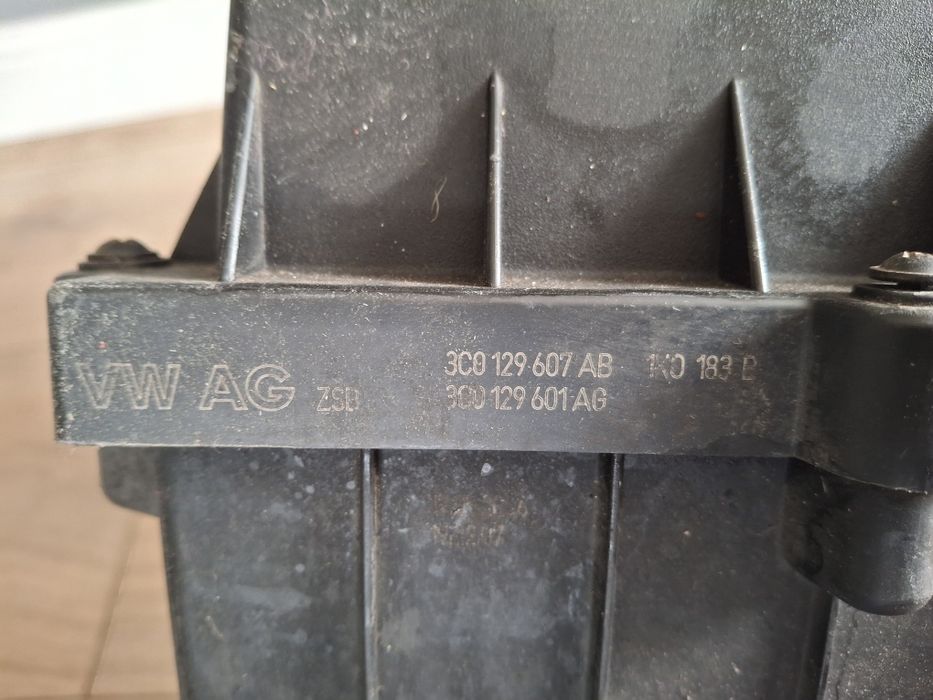 VW AG ZSB 3C0 129 607 AB 1K0 183 B
3C0 129 601 AG